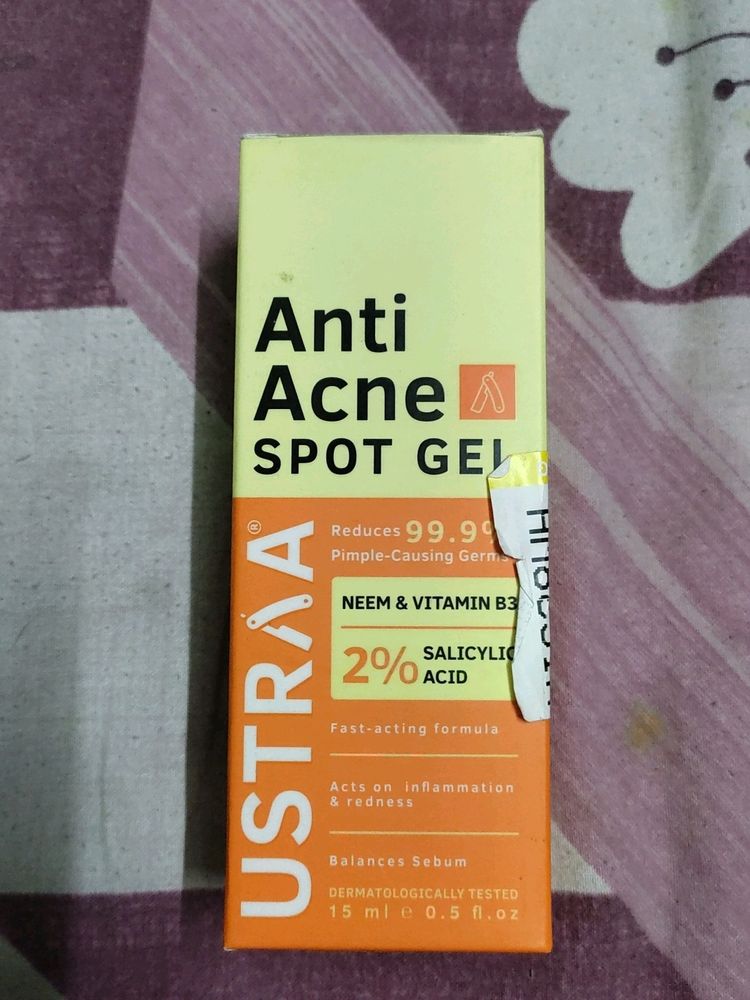 Anti
Acne
SPOT GEL
USTRAA®
Reduces 99.9%
Pimple-Causing Germs
NEEM & VITAMIN B3
2% SALICYLIC
ACID
Fast-acting formula
Acts on inflammation
& redness
Balances Sebum
DERMATOLOGICALLY TESTED
15 ml e 0.5 fl.oz